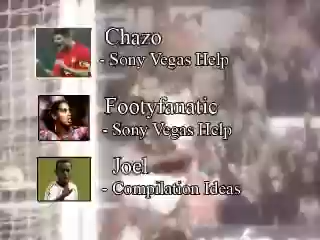 Chazo
- Sony Vegas Help
Footyfanatic
- Sony Vegas Help
Joel
- Compilation Ideas